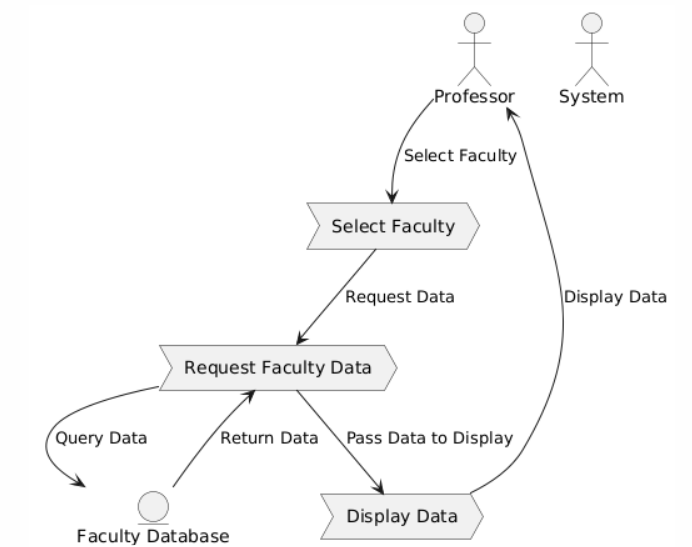 Professor
System
Select Faculty
Select Faculty
Request Data
Display Data
Request Faculty Data
Query Data
Return Data
Pass Data to Display
Display Data
Faculty Database